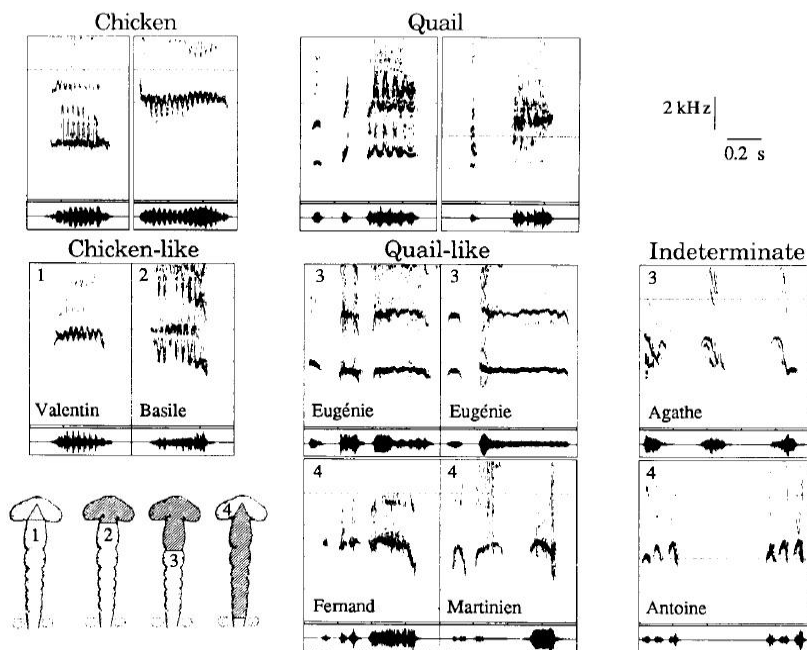 Chicken
Quail
2 kHz
0.2 s
Chicken-like
Quail-like
Indeterminate
1
2
3
3
3
Valentin
Basile
Eugénie
Eugénie
Agathe
4
4
4
1
2
3
4
Fernand
Martinien
Antoine